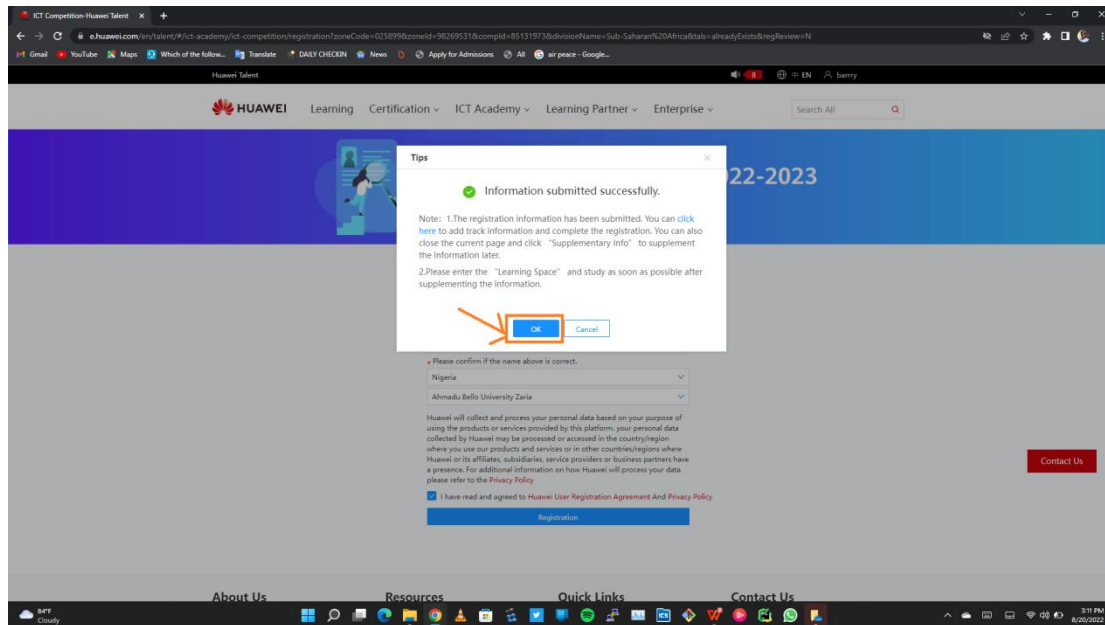 ICT Competition-Huawei Talent
e.huawei.com/en/talent/#/ict-academy/ict-competition/registration?zoneCode=025899&zoneId=98269531&compId=85131973&divisionName=Sub-Saharan%20Africa&tals=alreadyExists&regReview=N
Gmail YouTube Maps Which of the follow... Translate DAILY CHECKIN News Apply for Admissions All air peace - Google...
Huawei Talent 8 中 EN banrry
HUAWEI Learning Certification ICT Academy Learning Partner Enterprise Search All
Tips
022-2023
Information submitted successfully.
Note: 1.The registration information has been submitted. You can click
here to add track information and complete the registration. You can also
close the current page and click "Supplementary Info" to supplement
the information later.
2.Please enter the "Learning Space" and study as soon as possible after
supplementing the information.
OK Cancel
Please confirm if the name above is correct.
Nigeria
Ahmadu Bello University Zaria
Huawei will collect and process your personal data based on your purpose of
using the products or services provided by this platform. your personal data
collected by Huawei may be processed or accessed in the country/region
where you use our products and services or in other countries/regions where
Huawei or its affiliates, subsidiaries, service providers or business partners have
a presence. For additional information on how Huawei will process your data
please refer to the Privacy Policy
I have read and agreed to Huawei User Registration Agreement And Privacy Policy
Registration
Contact Us
About Us Resources Quick Links Contact Us
84°F
Cloudy
3:11 PM
8/20/2022